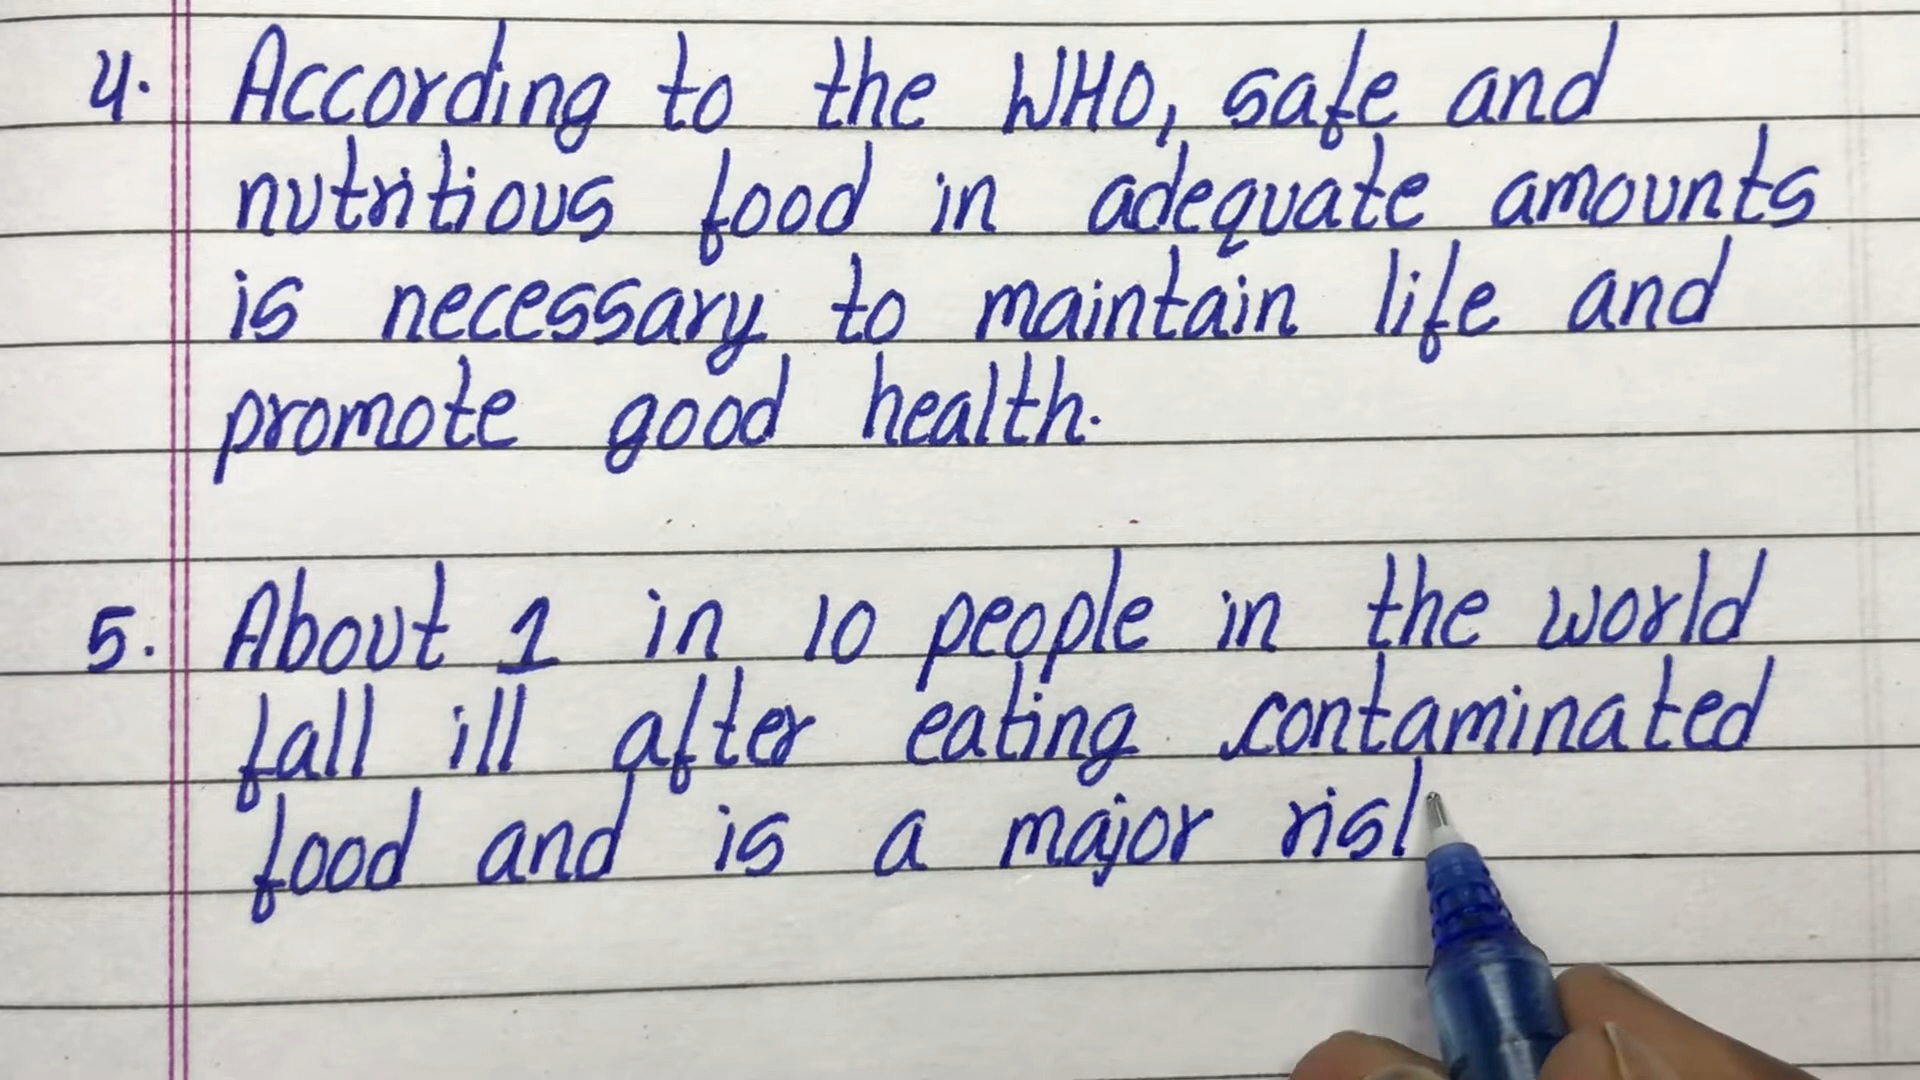 4. According to the WHO, safe and
nutritious food in adequate amounts
is necessary to maintain life and
promote good health.
5. About 1 in 10 people in the world
fall ill after eating contaminated
food and is a major